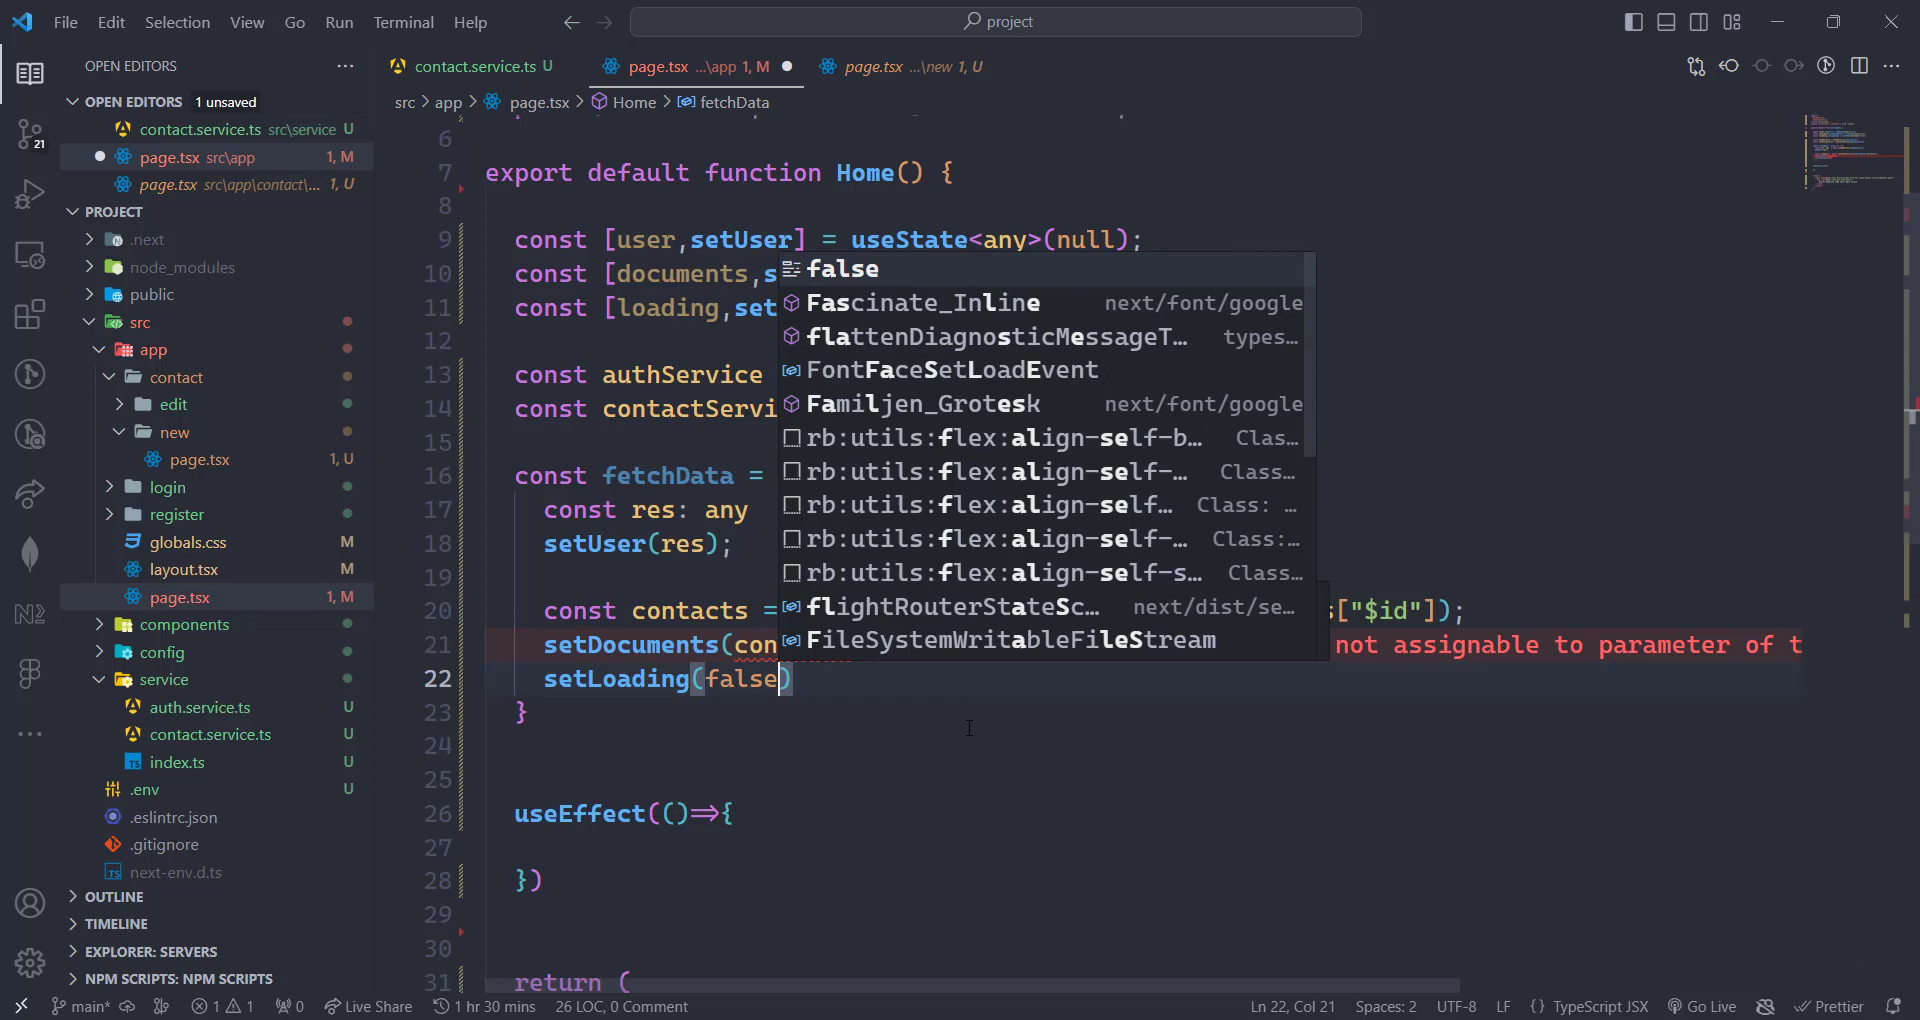 File Edit Selection View Go Run Terminal Help
project
OPEN EDITORS
contact.service.ts U
page.tsx ...\app 1, M
page.tsx ...\new 1, U
OPEN EDITORS 1 unsaved
src > app > page.tsx > Home > fetchData
contact.service.ts src\service U
page.tsx src\app 1, M
page.tsx src\app\contact\... 1, U
PROJECT
.next
node_modules
public
src
app
contact
edit
new
page.tsx 1, U
login
register
globals.css M
layout.tsx M
page.tsx 1, M
components
config
service
auth.service.ts U
contact.service.ts U
index.ts U
.env U
.eslintrc.json
.gitignore
next-env.d.ts
OUTLINE
TIMELINE
EXPLORER: SERVERS
NPM SCRIPTS: NPM SCRIPTS
21
6
7 export default function Home() {
8
9 const [user,setUser] = useState<any>(null);
10 const [documents,s
11 const [loading,set
12
13 const authService
14 const contactServi
15
16 const fetchData =
17 const res: any
18 setUser(res);
19
20 const contacts = s["$id"]);
21 setDocuments(con not assignable to parameter of t
22 setLoading(false)
23 }
24
25
26 useEffect(()=>{
27
28 })
29
30
31 return (
false
Fascinate_Inline next/font/google
flattenDiagnosticMessageT... types...
FontFaceSetLoadEvent
Familjen_Grotesk next/font/google
rb:utils:flex:align-self-b... Clas...
rb:utils:flex:align-self-... Class...
rb:utils:flex:align-self... Class: ...
rb:utils:flex:align-self-... Class:...
rb:utils:flex:align-self-s... Class...
flightRouterStateSc... next/dist/se...
FileSystemWritableFileStream
main* 1 1 0 Live Share 1 hr 30 mins 26 LOC, 0 Comment Ln 22, Col 21 Spaces: 2 UTF-8 LF {} TypeScript JSX Go Live Prettier